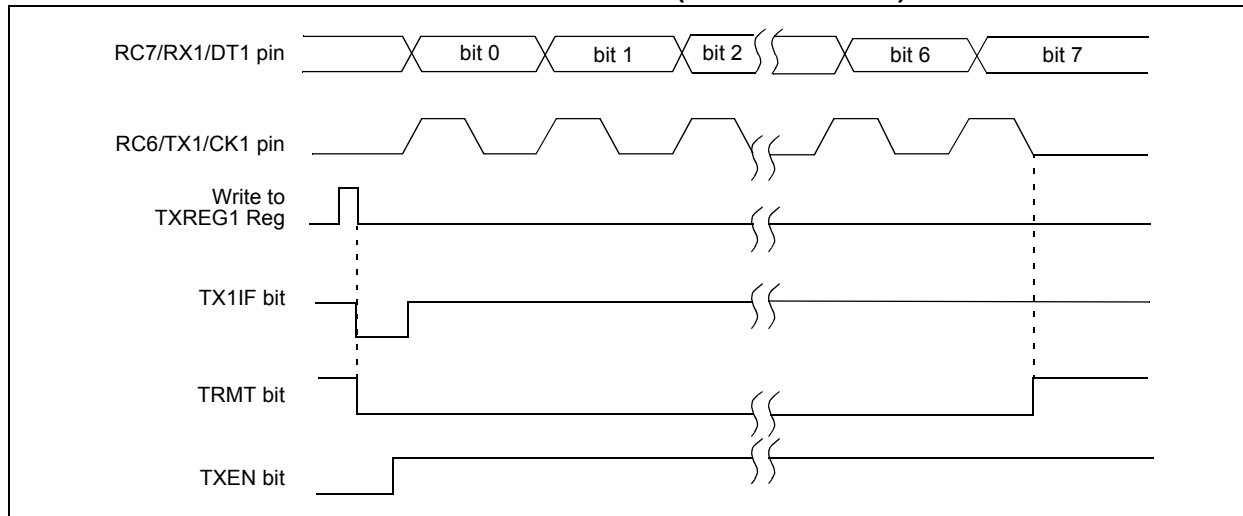 RC7/RX1/DT1 pin
bit 0
bit 1
bit 2
bit 6
bit 7
RC6/TX1/CK1 pin
Write to
TXREG1 Reg
TX1IF bit
TRMT bit
TXEN bit